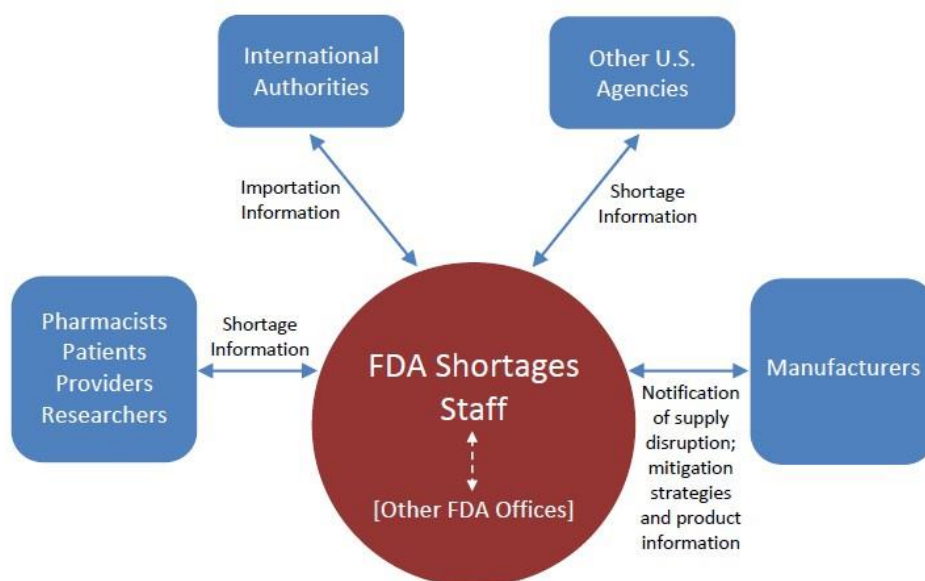 International
Authorities
Other U.S.
Agencies
Importation
Information
Shortage
Information
Pharmacists
Patients
Providers
Researchers
Shortage
Information
FDA Shortages
Staff
[Other FDA Offices]
Manufacturers
Notification
of supply
disruption;
mitigation
strategies
and product
information